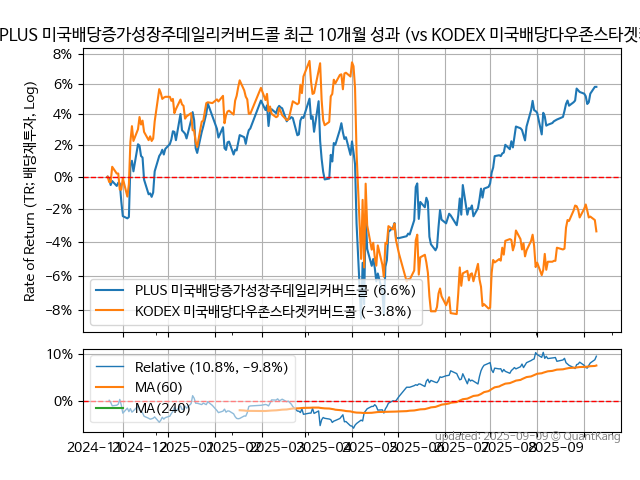 PLUS 미국배당증가성장주데일리커버드콜 최근 10개월 성과 (vs KODEX 미국배당다우존스타겟
8%
6%
4%
2%
0%
2%
−4%
−6%
−8%
Rate of Return (TR: 배당재투자, Log)
PLUS 미국배당증가성장주데일리커버드콜 (6.6%)
KODEX 미국배당다우존스타겟커버드콜 (−3.8%)
10%
0%
Relative (10.8%, −9.8%)
MA(60)
MA(240)
2024-11 2024-12 2025-01 2025-02 2025-03 2025-04 2025-05 2025-06 2025-07 2025-08 2025-09
updated: 2025-09-09 © QuantKang